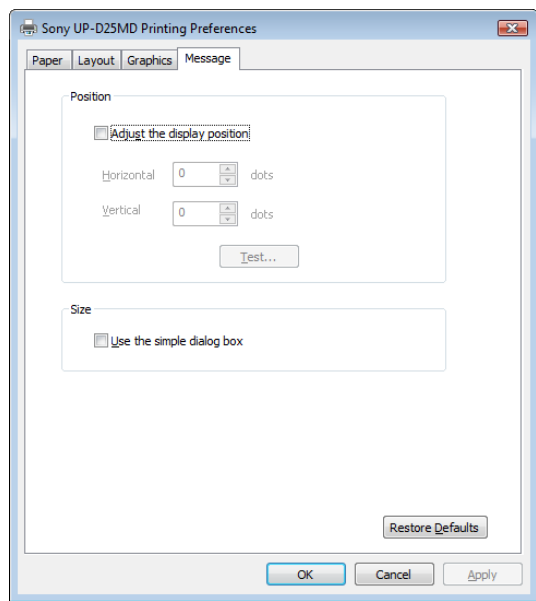 Sony UP-D25MD Printing Preferences
Paper Layout Graphics Message
Position
Adjust the display position
Horizontal 0 dots
Vertical 0 dots
Test...
Size
Use the simple dialog box
Restore Defaults
OK Cancel Apply